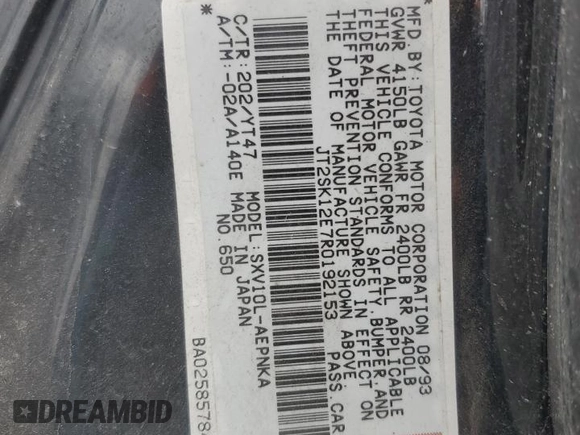 MFD.BY:TOYOTA MOTOR CORPORATION 08/93
GVWR 4150LB GAWR FR 2400LB RR 2400LB
THIS VEHICLE CONFORMS TO ALL APPLICABLE
FEDERAL MOTOR VEHICLE SAFETY,BUMPER,AND
THEFT PREVENTION STANDARDS IN EFFECT ON
THE DATE OF MANUFACTURE SHOWN ABOVE.
JT2SK12E7R0192153 PASS.CAR
* *
C/TR:202/YT47 MODEL:SXV10L-AEPNKA
A/TM:-02A/A140E MADE IN JAPAN
NO.650
BA02585784
DREAMBID